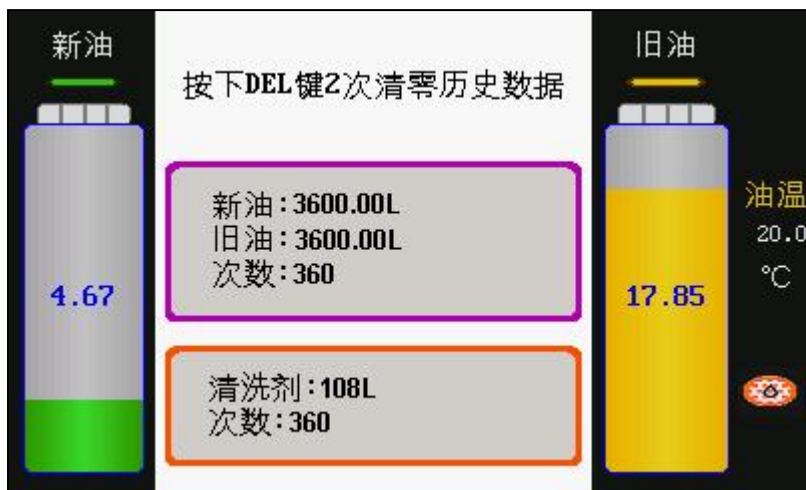 新油
4.67
按下DEL键2次清零历史数据
新油:3600.00L
旧油:3600.00L
次数:360
清洗剂:108L
次数:360
旧油
17.85
油温
20.0
℃